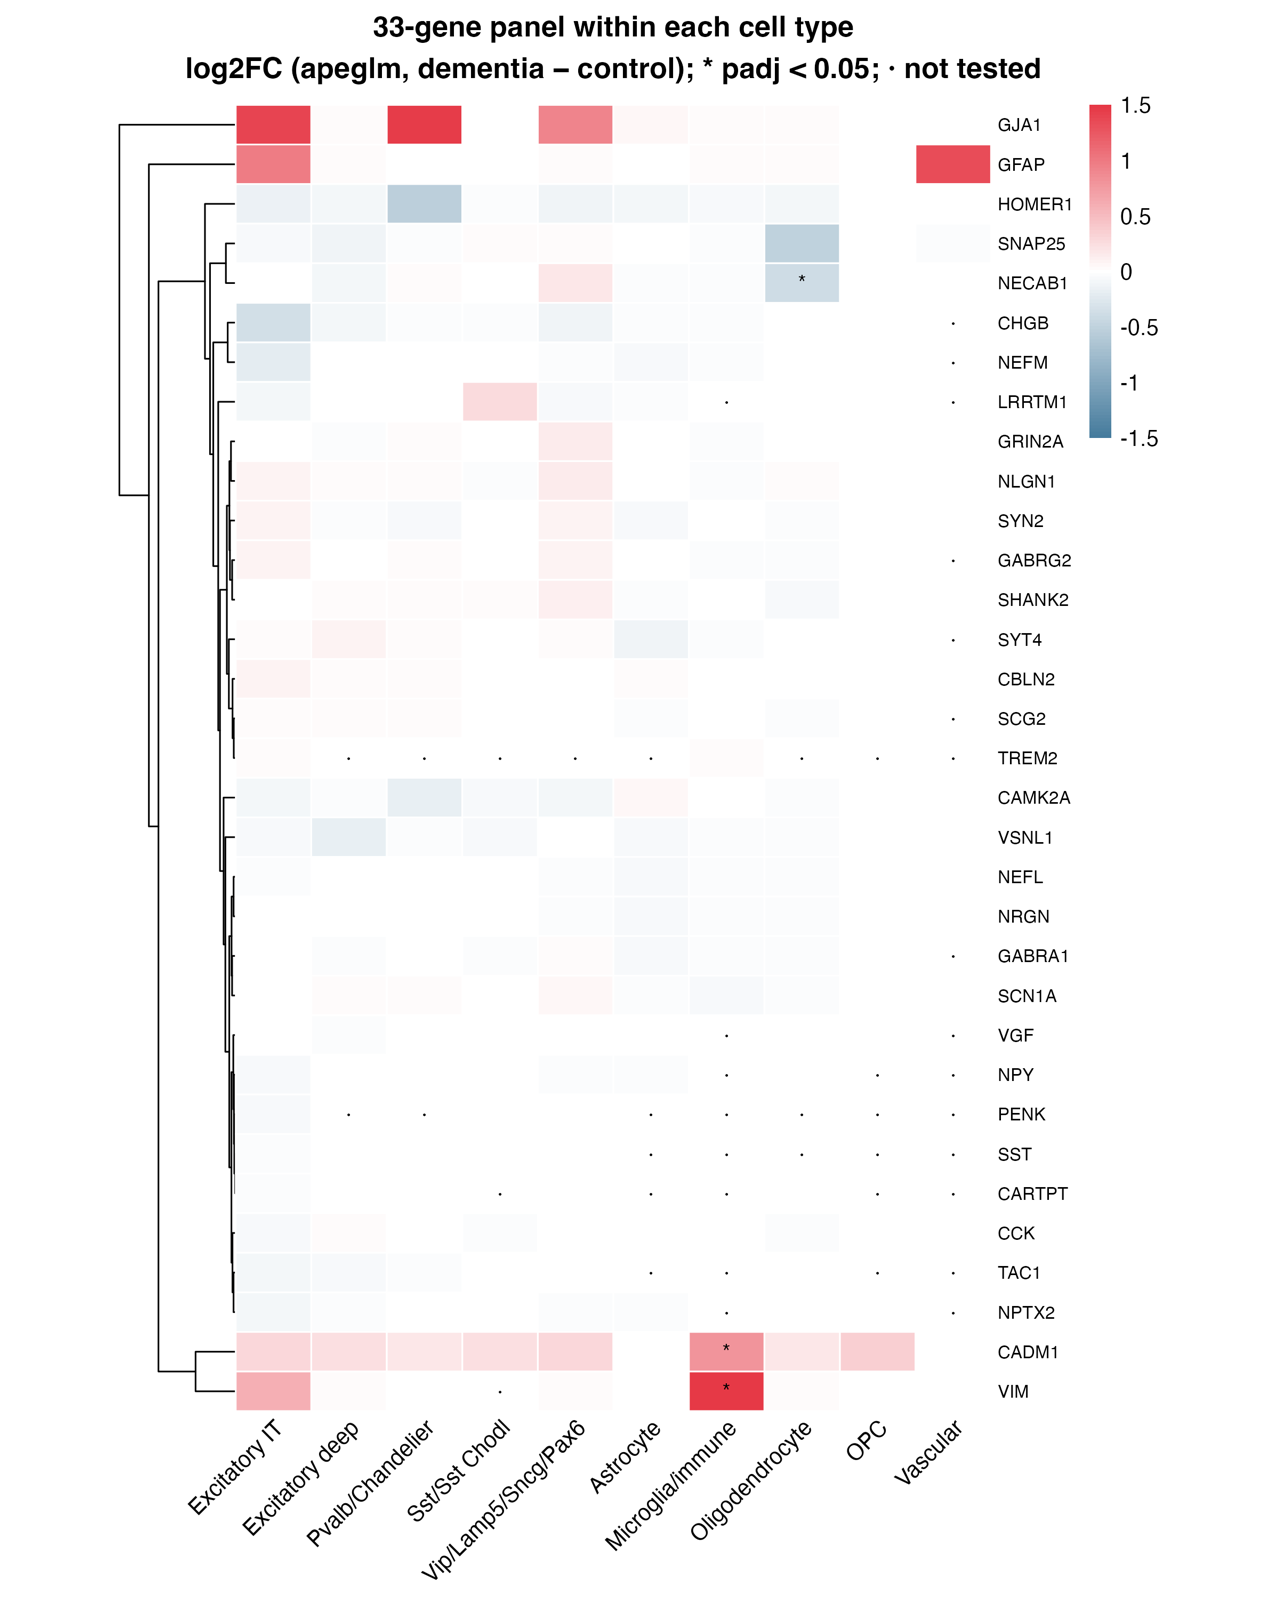 33-gene panel within each cell type
log2FC (apeglm, dementia – control); * padj < 0.05; · not tested
1.5
1
0.5
0
-0.5
-1
-1.5
GJA1
GFAP
HOMER1
SNAP25
* NECAB1
· CHGB
· NEFM
· · LRRTM1
GRIN2A
NLGN1
SYN2
· GABRG2
SHANK2
· SYT4
CBLN2
· SCG2
· · · · · · · · TREM2
CAMK2A
VSNL1
NEFL
NRGN
· GABRA1
SCN1A
· · VGF
· · · NPY
· · · · · · · PENK
· · · · · SST
· · · · · CARTPT
CCK
· · · · TAC1
· · NPTX2
* CADM1
· * VIM
Excitatory IT
Excitatory deep
Pvalb/Chandelier
Sst/Sst Chodl
Vip/Lamp5/Sncg/Pax6
Astrocyte
Microglia/immune
Oligodendrocyte
OPC
Vascular